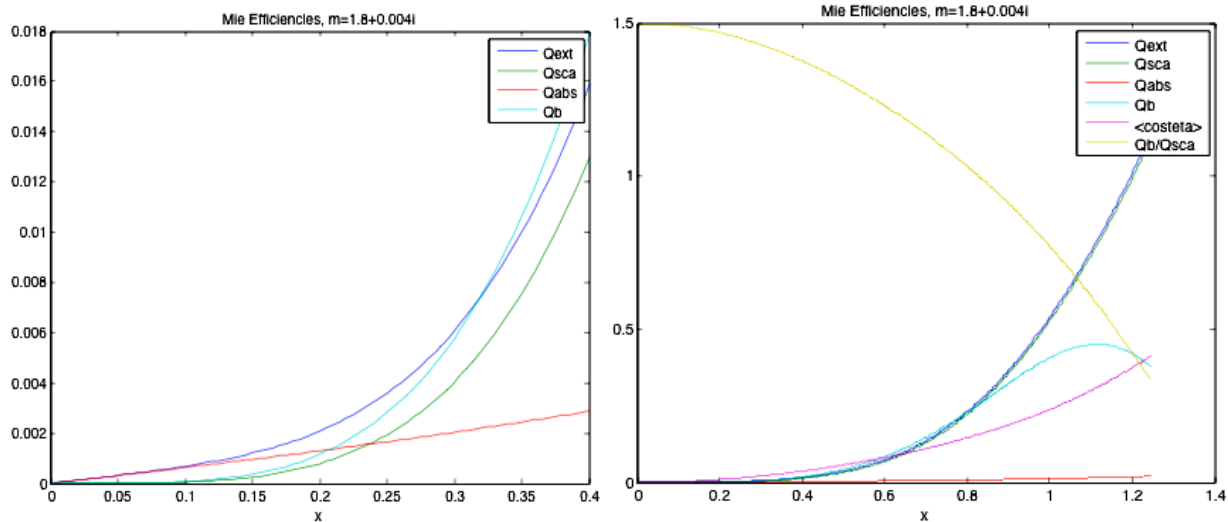 Mie Efficiencies, m=1.8+0.004i
0.018
0.016
0.014
0.012
0.01
0.008
0.006
0.004
0.002
0
0
0.05
0.1
0.15
0.2
0.25
0.3
0.35
0.4
x
Qext
Qsca
Qabs
Qb
Mie Efficiencies, m=1.8+0.004i
1.5
1
0.5
0
0
0.2
0.4
0.6
0.8
1
1.2
1.4
x
Qext
Qsca
Qabs
Qb
<costeta>
Qb/Qsca